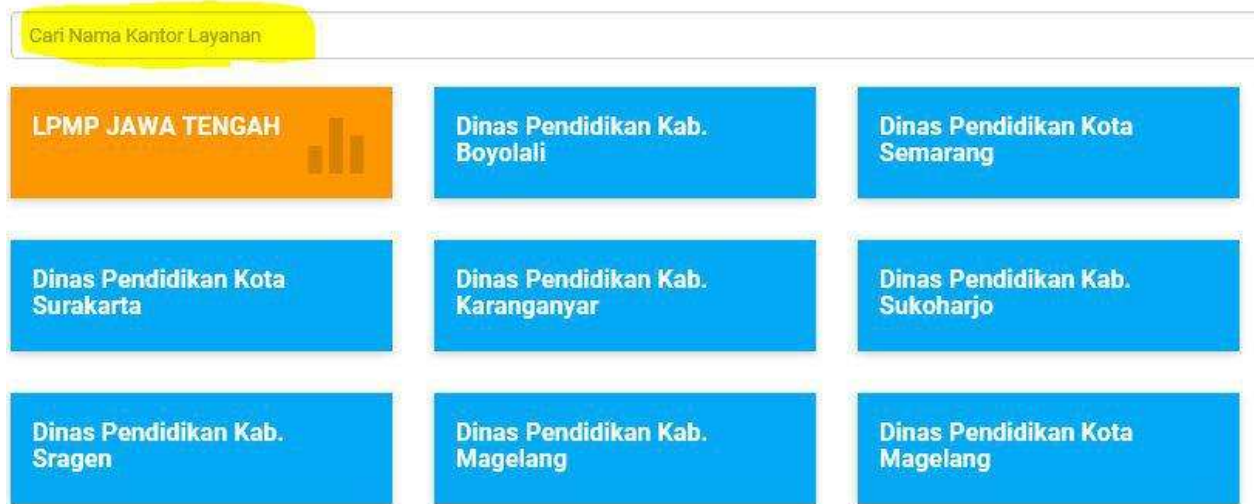 Cari Nama Kantor Layanan
LPMP JAWA TENGAH
Dinas Pendidikan Kab.
Boyolali
Dinas Pendidikan Kota
Semarang
Dinas Pendidikan Kota
Surakarta
Dinas Pendidikan Kab.
Karanganyar
Dinas Pendidikan Kab.
Sukoharjo
Dinas Pendidikan Kab.
Sragen
Dinas Pendidikan Kab.
Magelang
Dinas Pendidikan Kota
Magelang